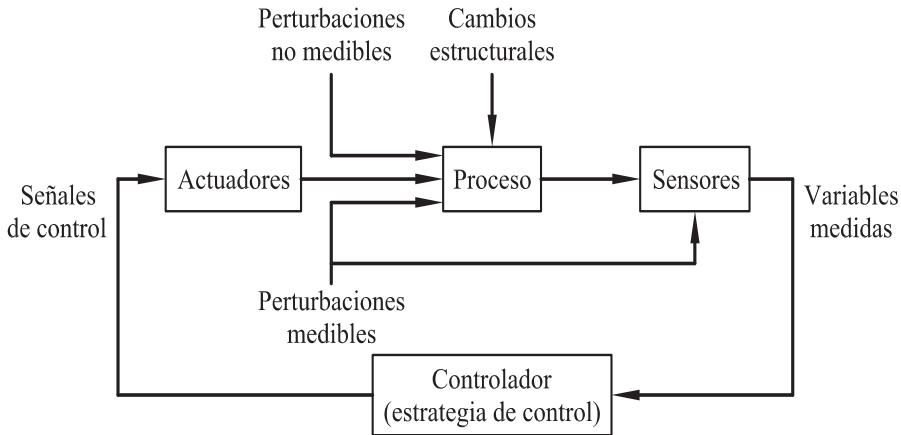 Perturbaciones
no medibles
Cambios
estructurales
Actuadores
Proceso
Sensores
Señales
de control
Variables
medidas
Perturbaciones
medibles
Controlador
(estrategia de control)